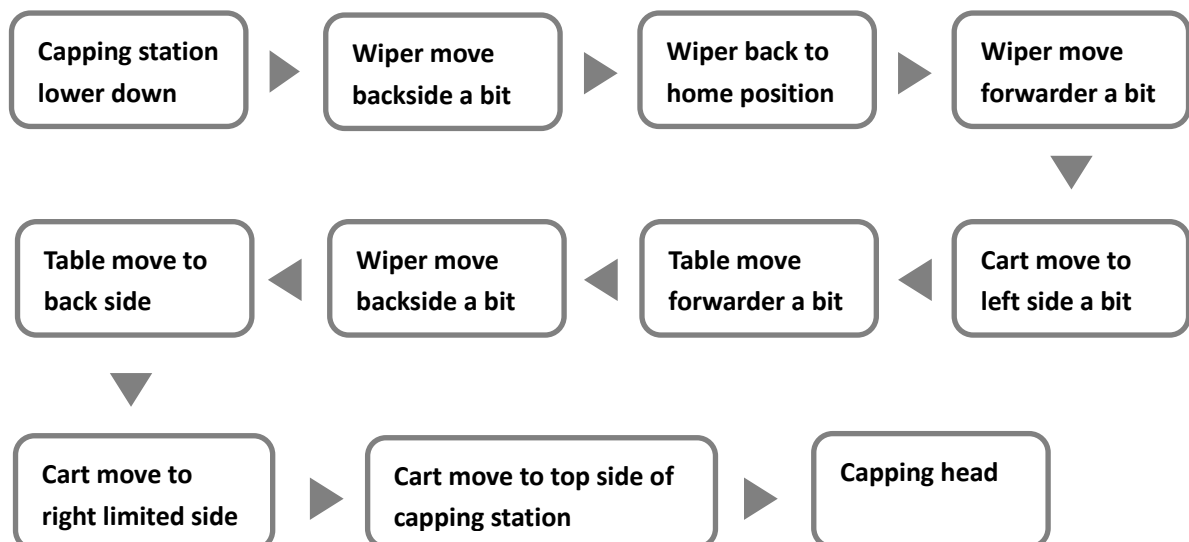 Capping station
lower down
Wiper move
backside a bit
Wiper back to
home position
Wiper move
forwarder a bit
Cart move to
left side a bit
Table move
forwarder a bit
Wiper move
backside a bit
Table move to
back side
Cart move to
right limited side
Cart move to top side of
capping station
Capping head